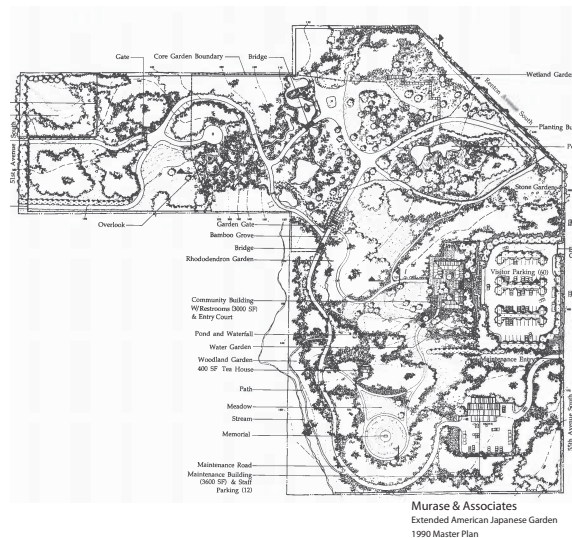 Gate
Core Garden Boundary
Bridge
Wetland Garde
Renton Avenue South
Planting Bu
51st Avenue South
Stone Garden
Overlook
Garden Gate
Bamboo Grove
Bridge
Rhododendron Garden
Visitor Parking (60)
Community Building
W/Restrooms (3000 SF)
& Entry Court
Pond and Waterfall
Water Garden
Woodland Garden
400 SF Tea House
Maintenance Entry
Path
Meadow
Stream
Memorial
55th Avenue South
Maintenance Road
Maintenance Building
(3600 SF) & Staff
Parking (12)
Murase & Associates
Extended American Japanese Garden
1990 Master Plan